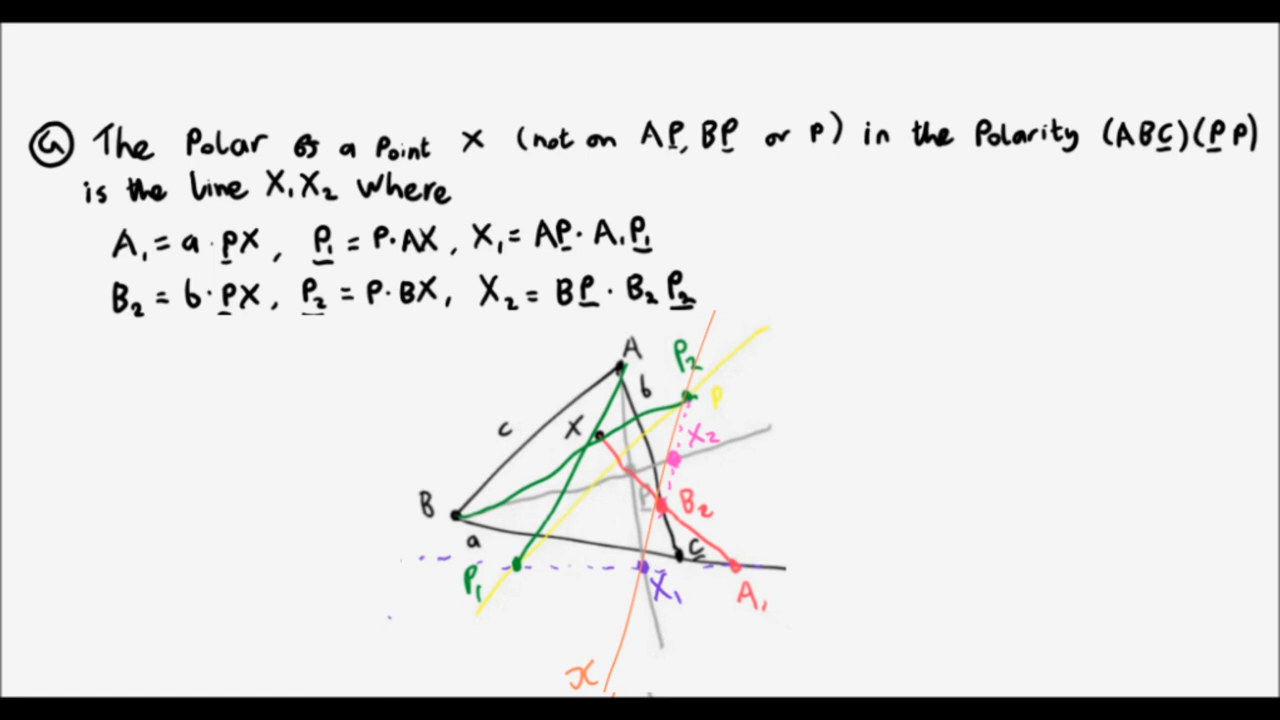 ④ The Polar of a Point X (not on AP, BP or p) in the Polarity (ABC)(Pp)
is the line X₁X₂ where
A₁ = a · PX, P₁ = P · AX, X₁ = AP · A₁P₁
B₂ = b · PX, P₂ = P · BX, X₂ = BP · B₂P₂
A
P₂
b
P
c
X
X₂
B
P
B₂
a
C
P₁
X₁
A₁
x